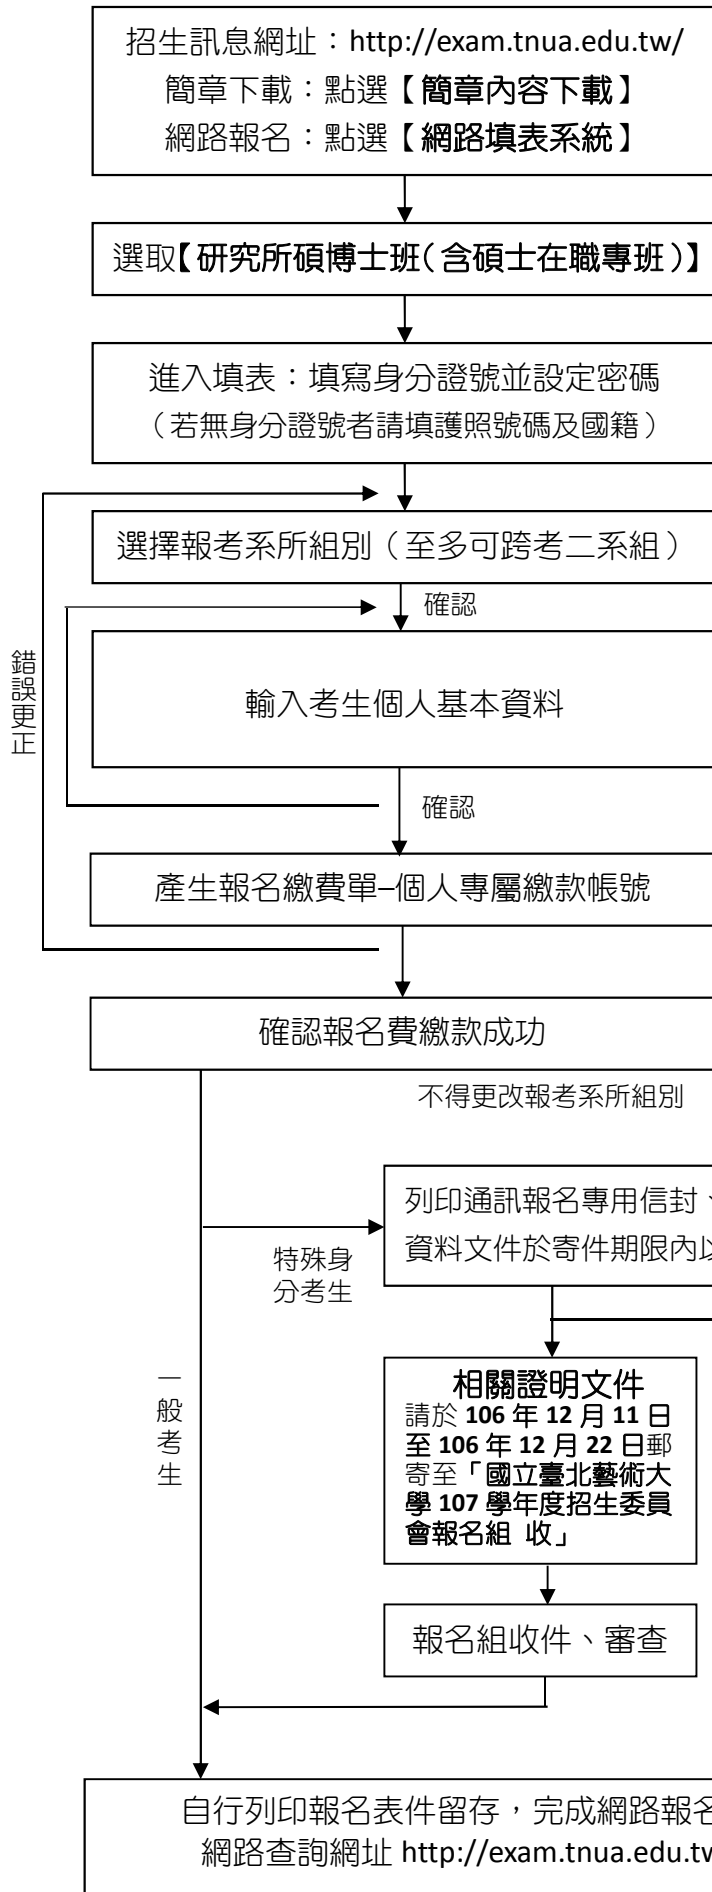 招生訊息網址：http://exam.tnua.edu.tw/
簡章下載：點選【簡章內容下載】
網路報名：點選【網路填表系統】
選取【研究所碩博士班(含碩士在職專班)】
進入填表：填寫身分證號並設定密碼
（若無身分證號者請填護照號碼及國籍）
選擇報考系所組別（至多可跨考二系組）
確認
錯誤更正
輸入考生個人基本資料
確認
產生報名繳費單–個人專屬繳款帳號
確認報名費繳款成功
不得更改報考系所組別
列印通訊報名專用信封、
資料文件於寄件期限內以
特殊身
分考生
一般考生
相關證明文件
請於 106 年 12 月 11 日
至 106 年 12 月 22 日郵
寄至「國立臺北藝術大
學 107 學年度招生委員
會報名組 收」
報名組收件、審查
自行列印報名表件留存，完成網路報名
網路查詢網址 http://exam.tnua.edu.tw